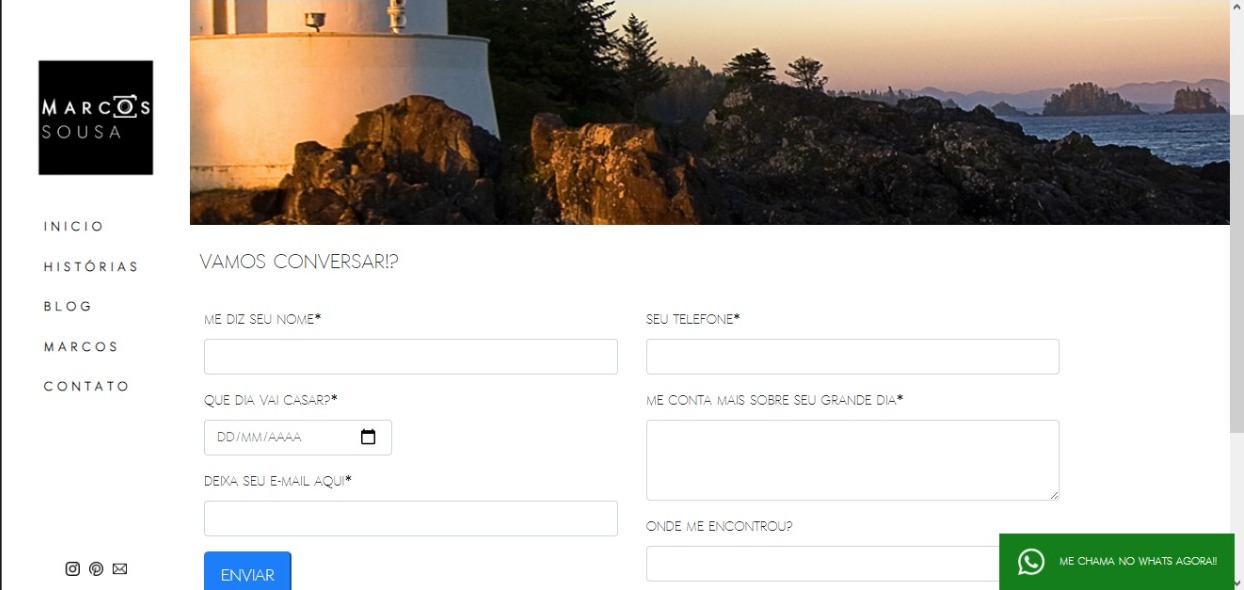 MARCOS
SOUSA
INICIO
HISTÓRIAS
BLOG
MARCOS
CONTATO
VAMOS CONVERSAR!?
ME DIZ SEU NOME*
SEU TELEFONE*
QUE DIA VAI CASAR?*
ME CONTA MAIS SOBRE SEU GRANDE DIA*
DD/MM/AAAA
DEIXA SEU E-MAIL AQUI*
ONDE ME ENCONTROU?
ENVIAR
ME CHAMA NO WHATS AGORA!!